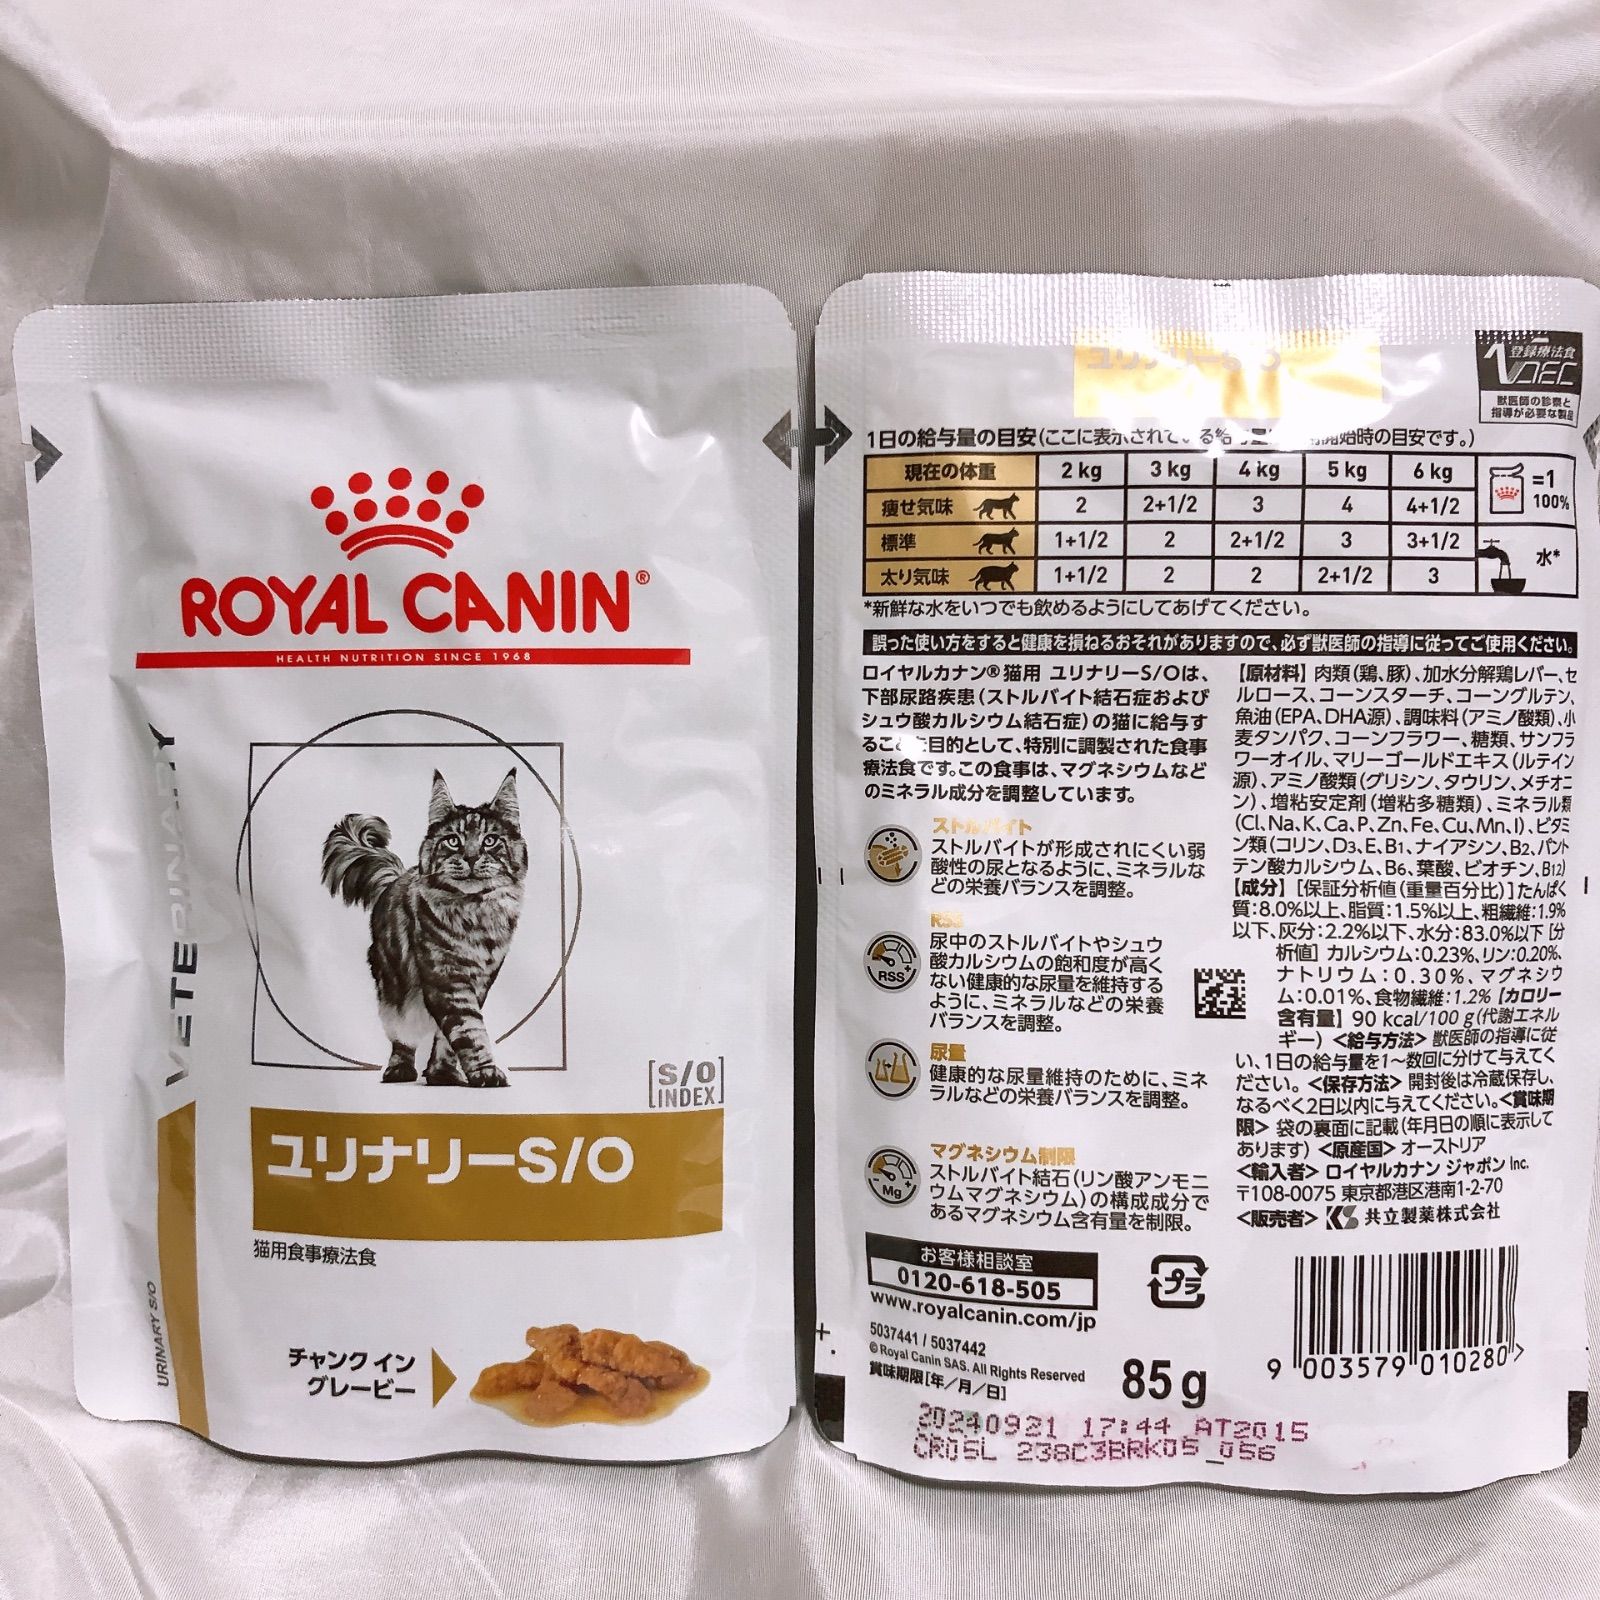 ROYAL CANIN®
HEALTH NUTRITION SINCE 1968
VETERINARY
[S/O
INDEX]
ユリナリーS/O
猫用食事療法食
URINARY S/O
チャンク イン
グレービー
ユリナリーS/O
登録療法食
獣医師の診察と
指導が必要な製品
1日の給与量の目安(ここに表示されている給 開始時の目安です。)
現在の体重 2 kg 3 kg 4 kg 5 kg 6 kg
痩せ気味 2 2+1/2 3 4 4+1/2
標準 1+1/2 2 2+1/2 3 3+1/2
太り気味 1+1/2 2 2 2+1/2 3
=1
100%
水*
*新鮮な水をいつでも飲めるようにしてあげてください。
誤った使い方をすると健康を損ねるおそれがありますので、必ず獣医師の指導に従ってご使用ください。
ロイヤルカナン®猫用 ユリナリーS/Oは、
下部尿路疾患(ストルバイト結石症および
シュウ酸カルシウム結石症)の猫に給与す
ることを目的として、特別に調製された食事
療法食です。この食事は、マグネシウムなど
のミネラル成分を調整しています。
ストルバイト
ストルバイトが形成されにくい弱
酸性の尿となるように、ミネラルな
どの栄養バランスを調整。
RSS
RSS
尿中のストルバイトやシュウ
酸カルシウムの飽和度が高く
ない健康的な尿量を維持する
ように、ミネラルなどの栄養
バランスを調整。
尿量
健康的な尿量維持のために、ミネ
ラルなどの栄養バランスを調整。
マグネシウム制限
Mg
ストルバイト結石(リン酸アンモニ
ウムマグネシウム)の構成成分で
あるマグネシウム含有量を制限。
【原材料】肉類(鶏、豚)、加水分解鶏レバー、セ
ルロース、コーンスターチ、コーングルテン、
魚油(EPA、DHA源)、調味料(アミノ酸類)、小
麦タンパク、コーンフラワー、糖類、サンフラ
ワーオイル、マリーゴールドエキス(ルテイン
源)、アミノ酸類(グリシン、タウリン、メチオニ
ン)、増粘安定剤(増粘多糖類)、ミネラル類
(Cl、Na、K、Ca、P、Zn、Fe、Cu、Mn、I)、ビタミ
ン類(コリン、D3、E、B1、ナイアシン、B2、パント
テン酸カルシウム、B6、葉酸、ビオチン、B12)
【成分】[保証分析値(重量百分比)]たんぱく
質:8.0%以上、脂質:1.5%以上、粗繊維:1.9%
以下、灰分:2.2%以下、水分:83.0%以下 [分
析値] カルシウム:0.23%、リン:0.20%、
ナトリウム:0.30%、マグネシウ
ム:0.01%、食物繊維:1.2%【カロリー
含有量】90 kcal/100 g(代謝エネル
ギー) <給与方法> 獣医師の指導に従
い、1日の給与量を1〜数回に分けて与えてく
ださい。<保存方法> 開封後は冷蔵保存し、
なるべく2日以内に与えてください。<賞味期
限> 袋の裏面に記載(年月日の順に表示して
あります)<原産国> オーストリア
<輸入者> ロイヤルカナン ジャポン Inc.
〒108-0075 東京都港区港南1-2-70
<販売者> KS 共立製薬株式会社
お客様相談室
0120-618-505
www.royalcanin.com/jp
プラ
5037441 / 5037442
©Royal Canin SAS. All Rights Reserved
賞味期限[年/月/日]
85 g
9 003579 010280 >
20240921 17:44 AT2015
CR05L 238C3BRK05_056